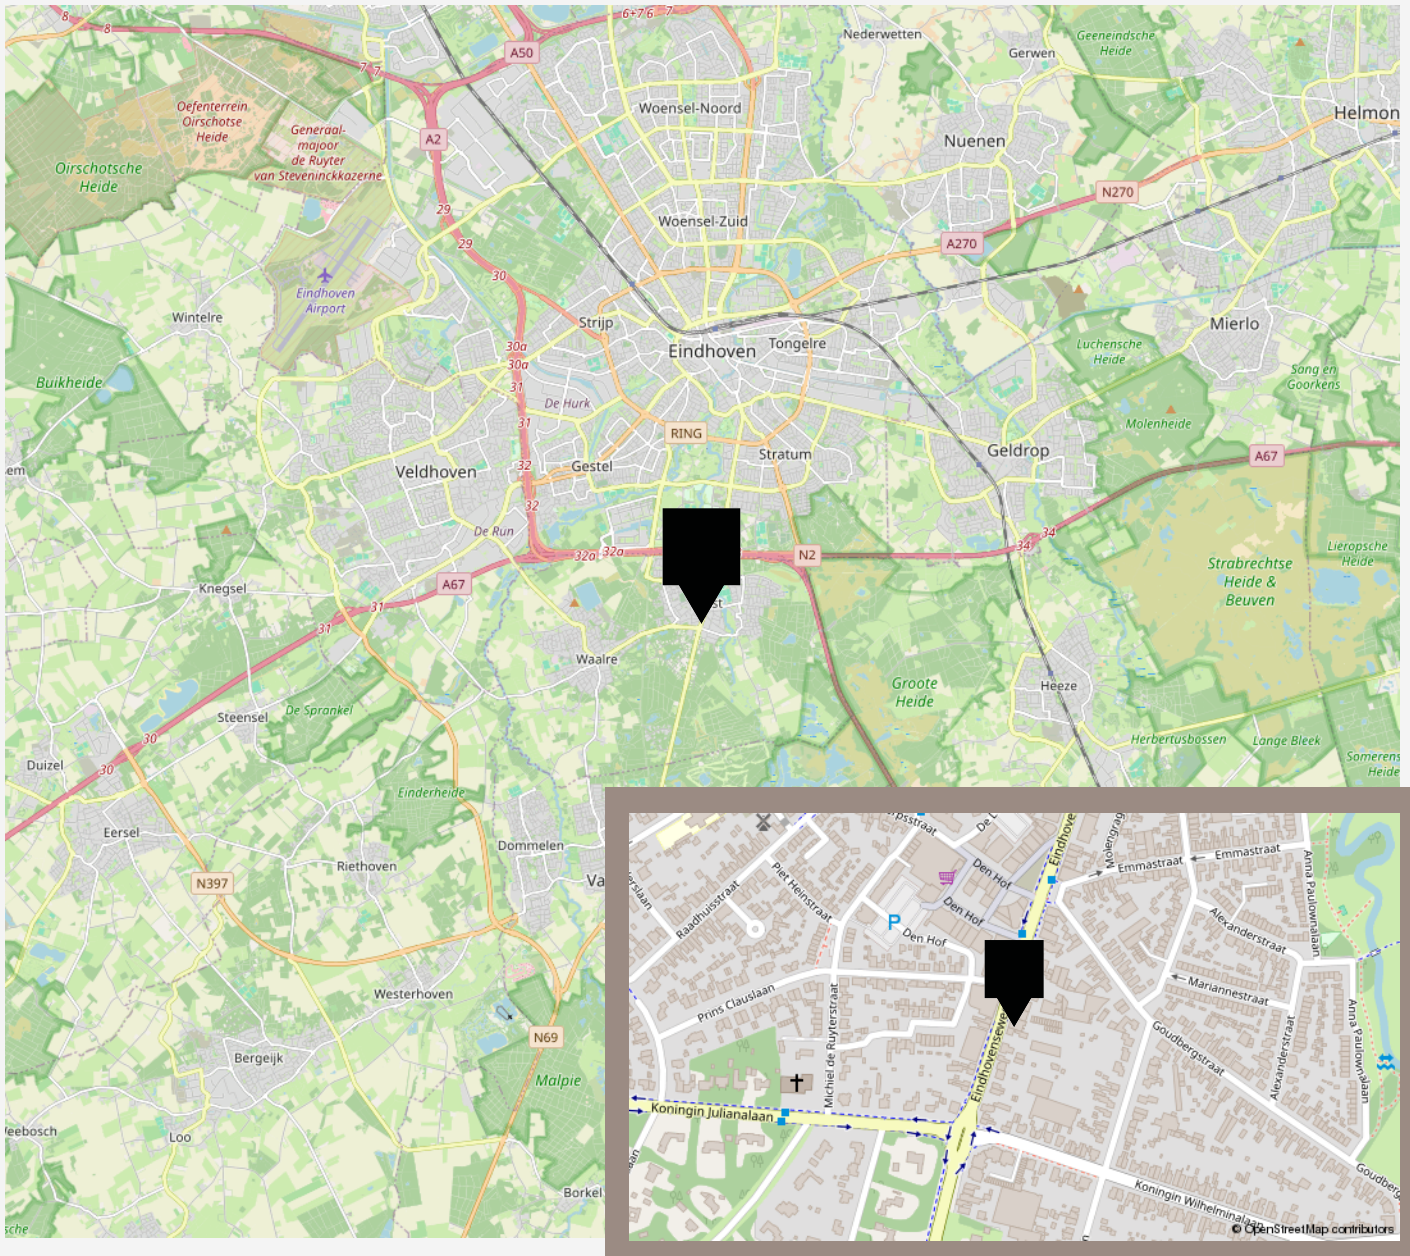 8
8
6+7 6
7
A50
Nederwetten
Geeneindsche
Heide
Gerwen
7
7
Oefenterrein
Oirschotse
Heide
Woensel-Noord
Helmon
Generaal-
majoor
de Ruyter
van Steveninckkazerne
A2
Nuenen
Oirschotsche
Heide
N270
29
Woensel-Zuid
29
A270
30
Eindhoven
Airport
Wintelre
Strijp
Mierlo
30a
Eindhoven
Tongelre
Luchensche
Heide
30a
Buikheide
31
Sang en
Goorkens
De Hurk
31
Molenheide
RING
Geldrop
Stratum
A67
32
Gestel
Veldhoven
32
De Run
34
34
32a
32a
N2
Lieropsche
Heide
Strabrechtse
Heide &
Beuven
Knegsel
A67
31
st
31
Waalre
Groote
Heide
Heeze
Steensel
De Sprankel
30
Herbertusbossen
Lange Bleek
30
Duizel
Somerens
Heide
Einderheide
Eersel
Dommelen
Riethoven
Va
N397
Westerhoven
N69
Bergeijk
Malpie
Loo
Borkel
De L
Eindhove
Molengraa
Emmastraat
Emmastraat
Den Hof
Piet Heinstraat
Anna Paulownalaan
Raadhuisstraat
Den Hof
P
Den Hof
Alexanderstraat
Mariannestraat
Prins Clauslaan
Michiel de Ruyterstraat
Eindhovensewe
Goudbergstraat
Alexanderstraat
Anna Paulownalaan
Koningin Julianalaan
Goudberg
Koningin Wilhelminalaan
© OpenStreetMap contributors